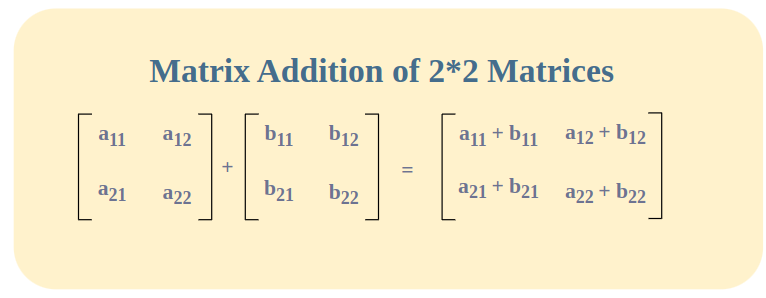 Matrix Addition of 2*2 Matrices
a11 a12 b11 b12 a11 + b11 a12 + b12
+ =
a21 a22 b21 b22 a21 + b21 a22 + b22